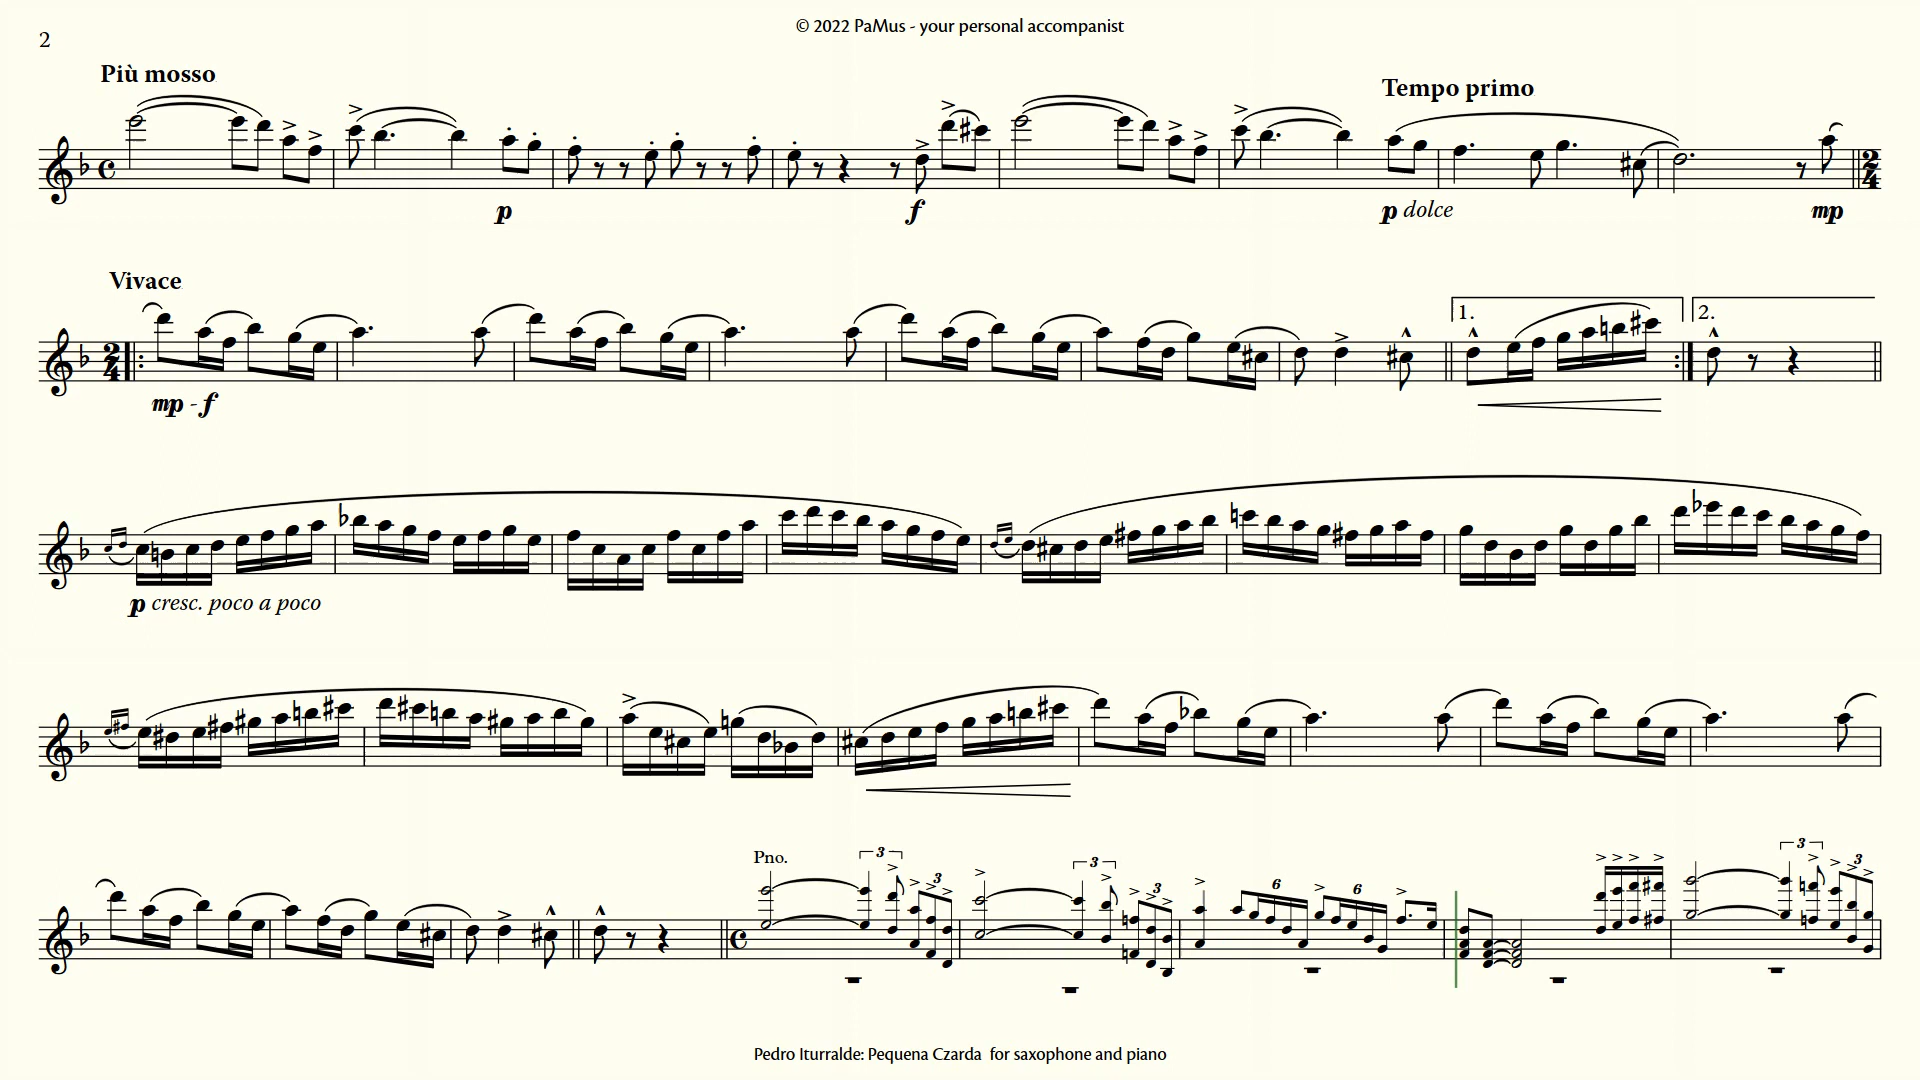 © 2022 PaMus - your personal accompanist
2
Più mosso
Tempo primo
p
f
p dolce
mp
Vivace
1.
2.
mp - f
p cresc. poco a poco
Pno.
3
3
3
3
6
6
3
3
Pedro Iturralde: Pequena Czarda for saxophone and piano